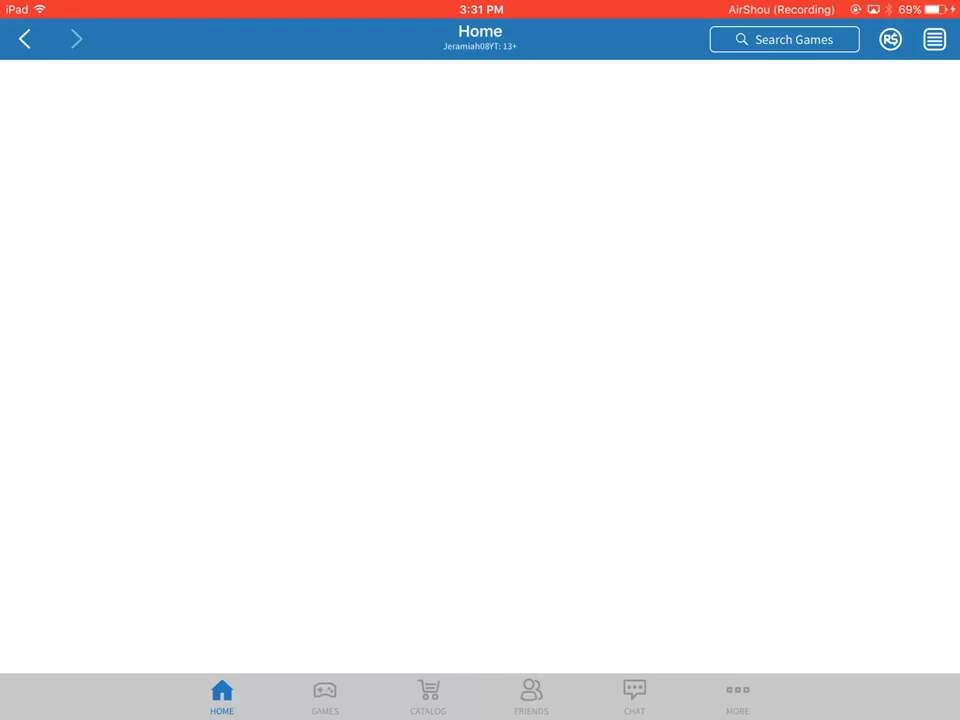 iPad 3:31 PM AirShou (Recording) 69%
Home
Jeramiah08YT: 13+
Search Games
R$
HOME GAMES CATALOG FRIENDS CHAT MORE